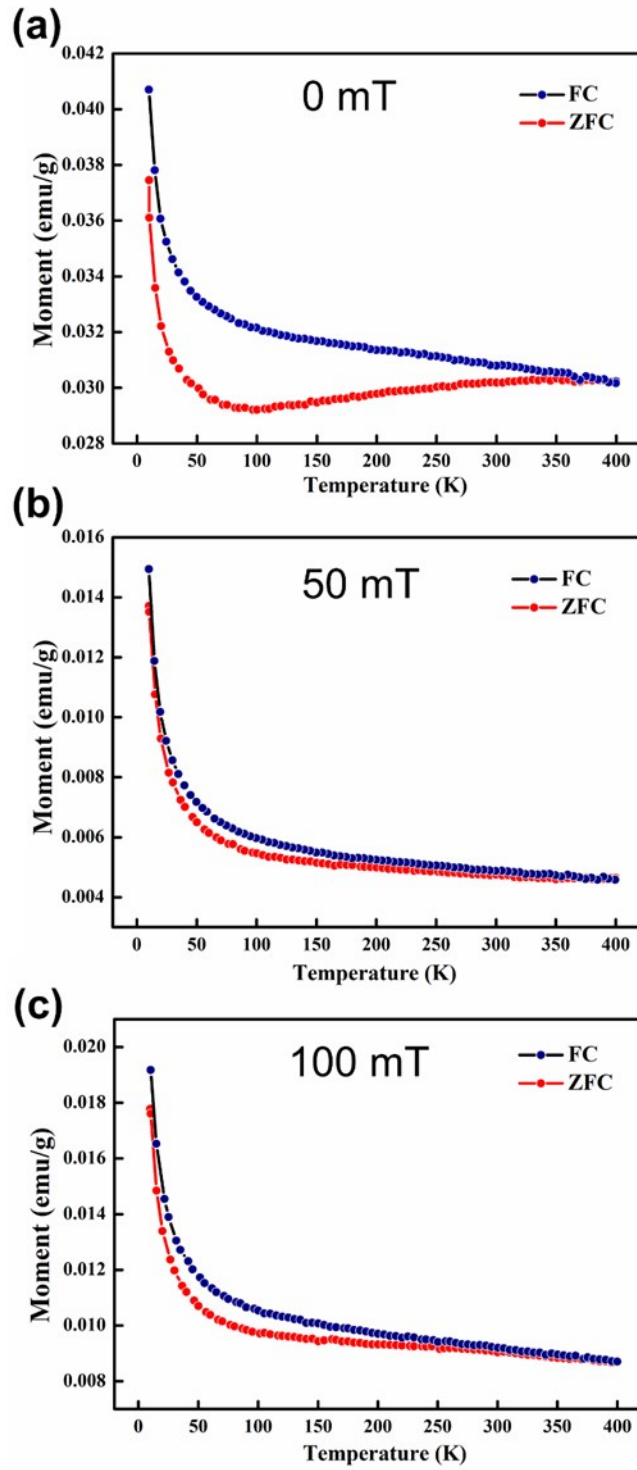 (a)
0.042
0.040
0.038
0.036
0.034
0.032
0.030
0.028
Moment (emu/g)
0 mT
FC
ZFC
0 50 100 150 200 250 300 350 400
Temperature (K)
(b)
0.016
0.014
0.012
0.010
0.008
0.006
0.004
Moment (emu/g)
50 mT
FC
ZFC
0 50 100 150 200 250 300 350 400
Temperature (K)
(c)
0.020
0.018
0.016
0.014
0.012
0.010
0.008
Moment (emu/g)
100 mT
FC
ZFC
0 50 100 150 200 250 300 350 400
Temperature (K)